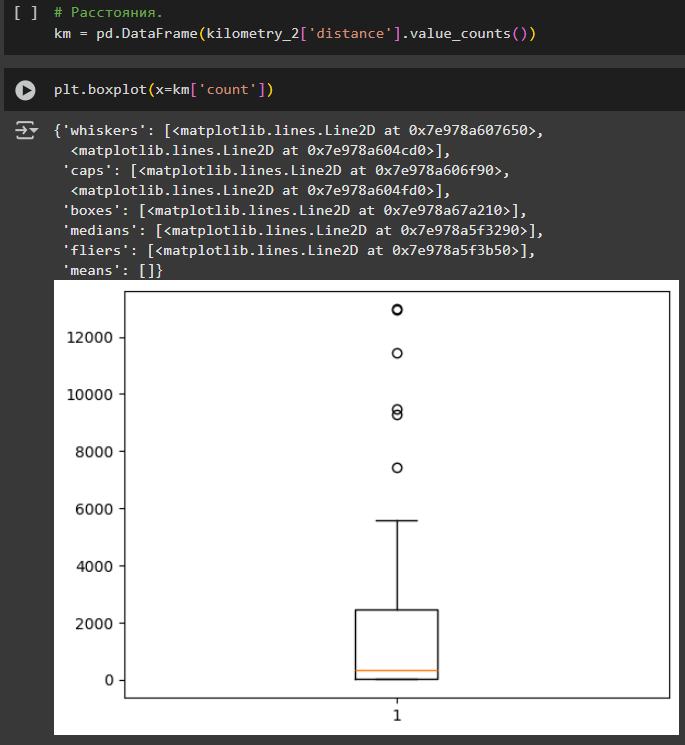 [ ] # Расстояния.
km = pd.DataFrame(kilometry_2['distance'].value_counts())
plt.boxplot(x=km['count'])
{'whiskers': [<matplotlib.lines.Line2D at 0x7e978a607650>,
<matplotlib.lines.Line2D at 0x7e978a604cd0>],
'caps': [<matplotlib.lines.Line2D at 0x7e978a606f90>,
<matplotlib.lines.Line2D at 0x7e978a604fd0>],
'boxes': [<matplotlib.lines.Line2D at 0x7e978a67a210>],
'medians': [<matplotlib.lines.Line2D at 0x7e978a5f3290>],
'fliers': [<matplotlib.lines.Line2D at 0x7e978a5f3b50>],
'means': []}
12000
10000
8000
6000
4000
2000
0
1